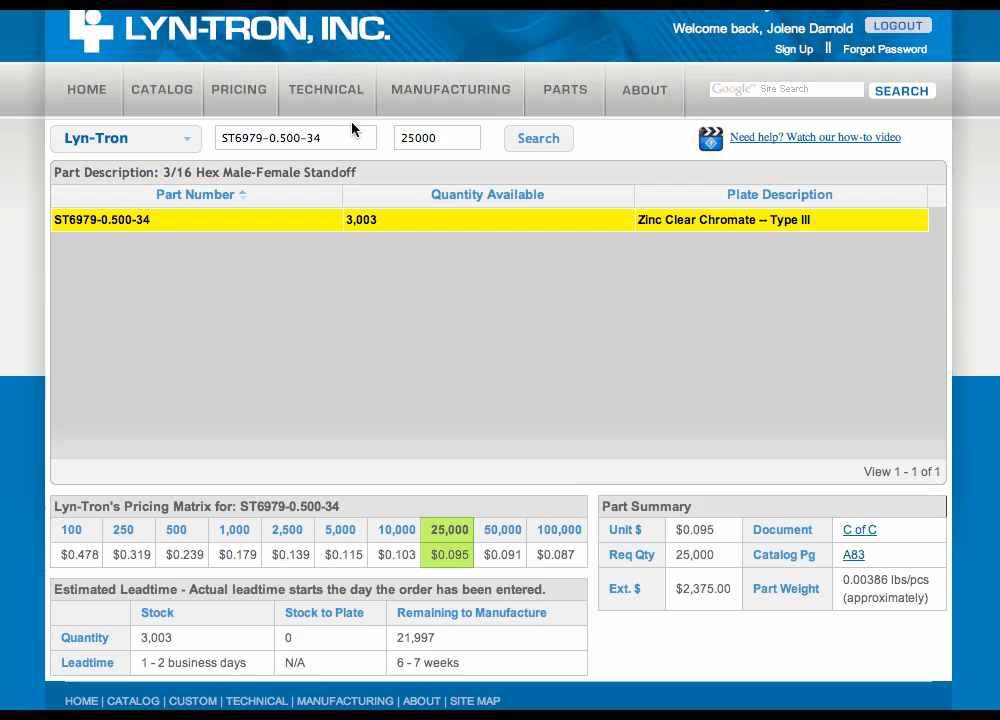 LYN-TRON, INC.
Welcome back, Jolene Darnold LOGOUT
Sign Up || Forgot Password
HOME CATALOG PRICING TECHNICAL MANUFACTURING PARTS ABOUT Google™ Site Search SEARCH
Lyn-Tron ST6979-0.500-34 25000 Search Need help? Watch our how-to video
Part Description: 3/16 Hex Male-Female Standoff
Part Number Quantity Available Plate Description
ST6979-0.500-34 3,003 Zinc Clear Chromate -- Type III
View 1 - 1 of 1
Lyn-Tron's Pricing Matrix for: ST6979-0.500-34
100 250 500 1,000 2,500 5,000 10,000 25,000 50,000 100,000
$0.478 $0.319 $0.239 $0.179 $0.139 $0.115 $0.103 $0.095 $0.091 $0.087
Part Summary
Unit $ $0.095 Document C of C
Req Qty 25,000 Catalog Pg A83
Ext. $ $2,375.00 Part Weight 0.00386 lbs/pcs
(approximately)
Estimated Leadtime - Actual leadtime starts the day the order has been entered.
Stock Stock to Plate Remaining to Manufacture
Quantity 3,003 0 21,997
Leadtime 1 - 2 business days N/A 6 - 7 weeks
HOME | CATALOG | CUSTOM | TECHNICAL | MANUFACTURING | ABOUT | SITE MAP